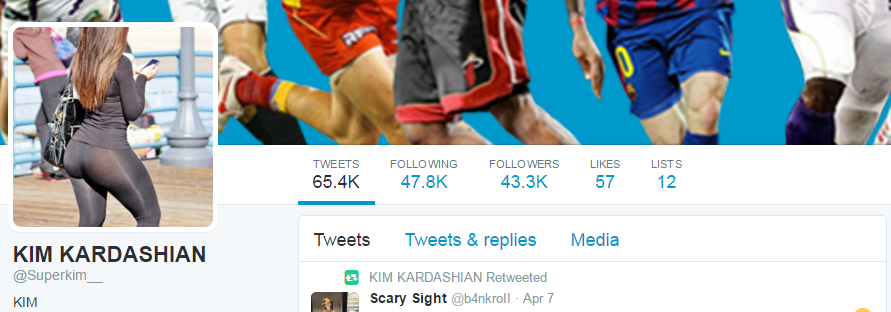 TWEETS FOLLOWING FOLLOWERS LIKES LISTS
65.4K 47.8K 43.3K 57 12
KIM KARDASHIAN
@Superkim__
KIM
Tweets Tweets & replies Media
KIM KARDASHIAN Retweeted
Scary Sight @b4nkroll · Apr 7